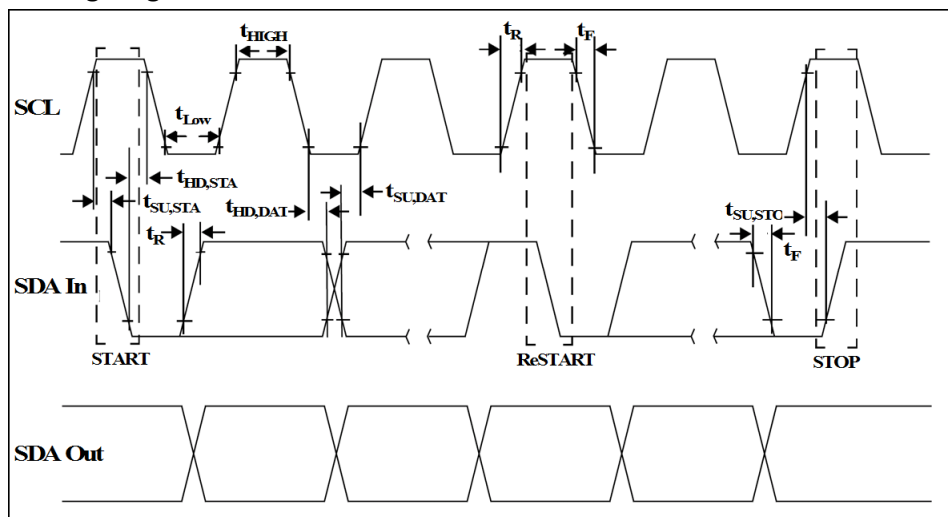 tHIGH
tR
tF
SCL
tLow
tHD,STA
tSU,STA
tHD,DAT
tSU,DAT
tSU,STO
tR
tF
SDA In
START
ReSTART
STOP
SDA Out